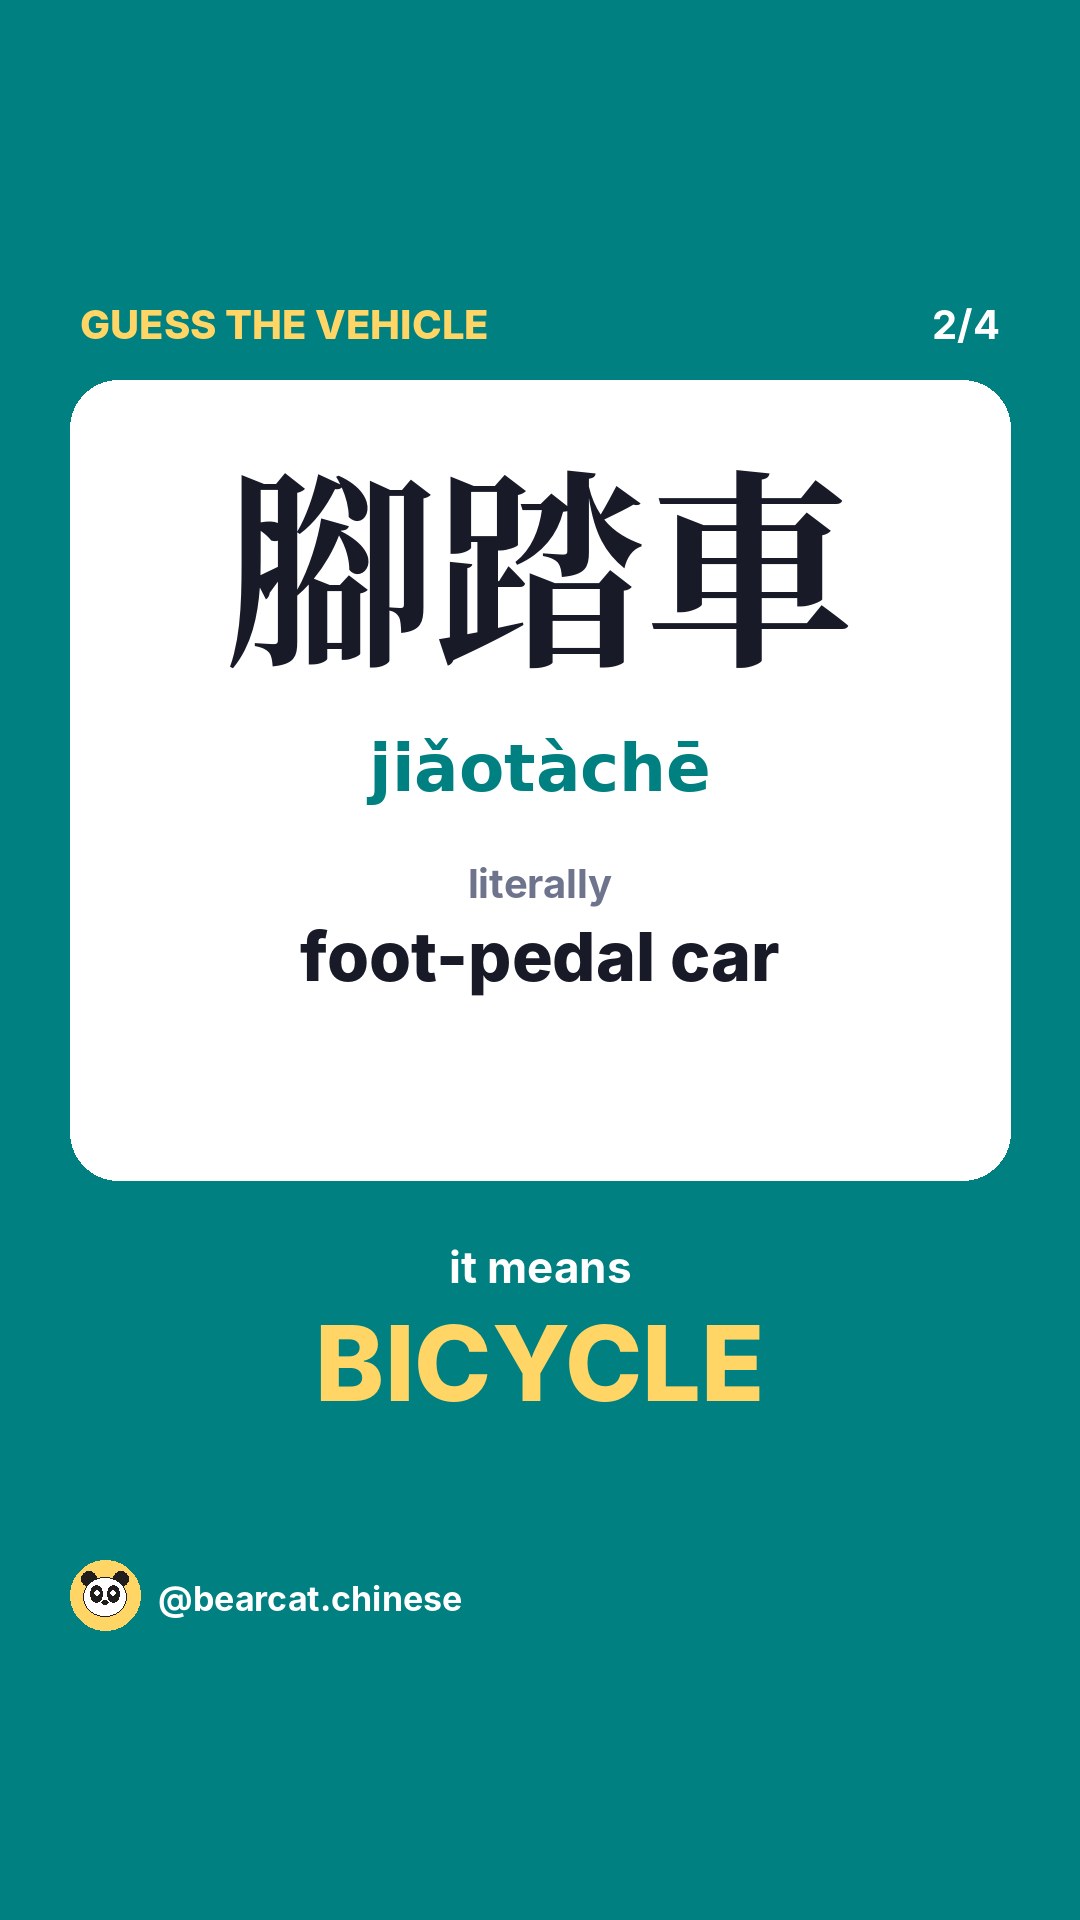 GUESS THE VEHICLE
2/4
腳踏車
jiǎotàchē
literally
foot-pedal car
it means
BICYCLE
@bearcat.chinese